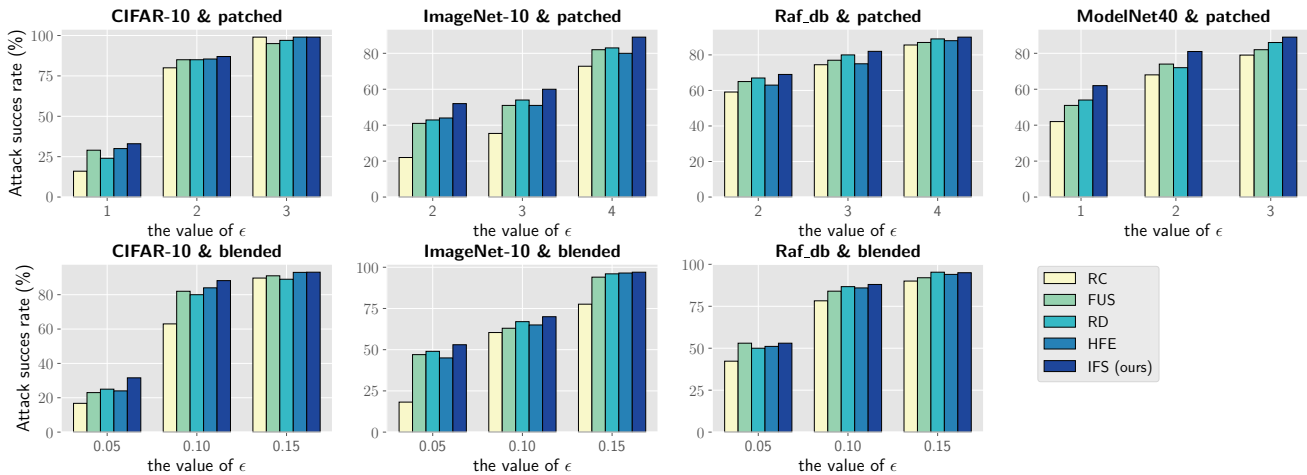 CIFAR-10 & patched
Attack succes rate (%)
100
75
50
25
0
1 2 3
the value of ϵ
ImageNet-10 & patched
80
60
40
20
0
2 3 4
the value of ϵ
Raf_db & patched
80
60
40
20
0
2 3 4
the value of ϵ
ModelNet40 & patched
80
60
40
20
0
1 2 3
the value of ϵ
CIFAR-10 & blended
Attack succes rate (%)
80
60
40
20
0
0.05 0.10 0.15
the value of ϵ
ImageNet-10 & blended
100
75
50
25
0
0.05 0.10 0.15
the value of ϵ
Raf_db & blended
100
75
50
25
0
0.05 0.10 0.15
the value of ϵ
RC
FUS
RD
HFE
IFS (ours)